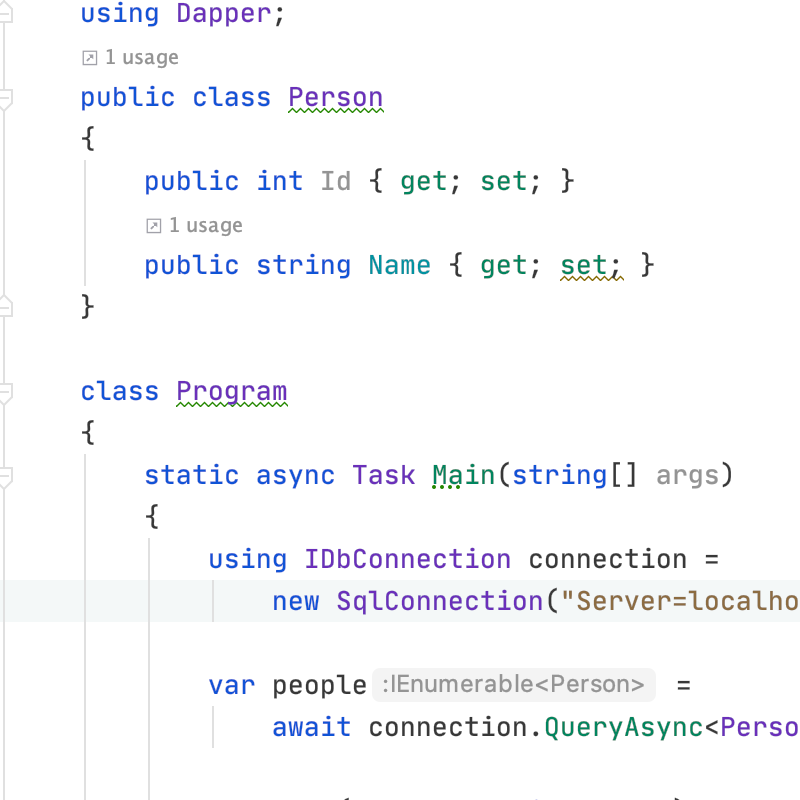 using Dapper;
1 usage
public class Person
{
public int Id { get; set; }
1 usage
public string Name { get; set; }
}
class Program
{
static async Task Main(string[] args)
{
using IDbConnection connection =
new SqlConnection("Server=localho
var people :IEnumerable<Person> =
await connection.QueryAsync<Perso